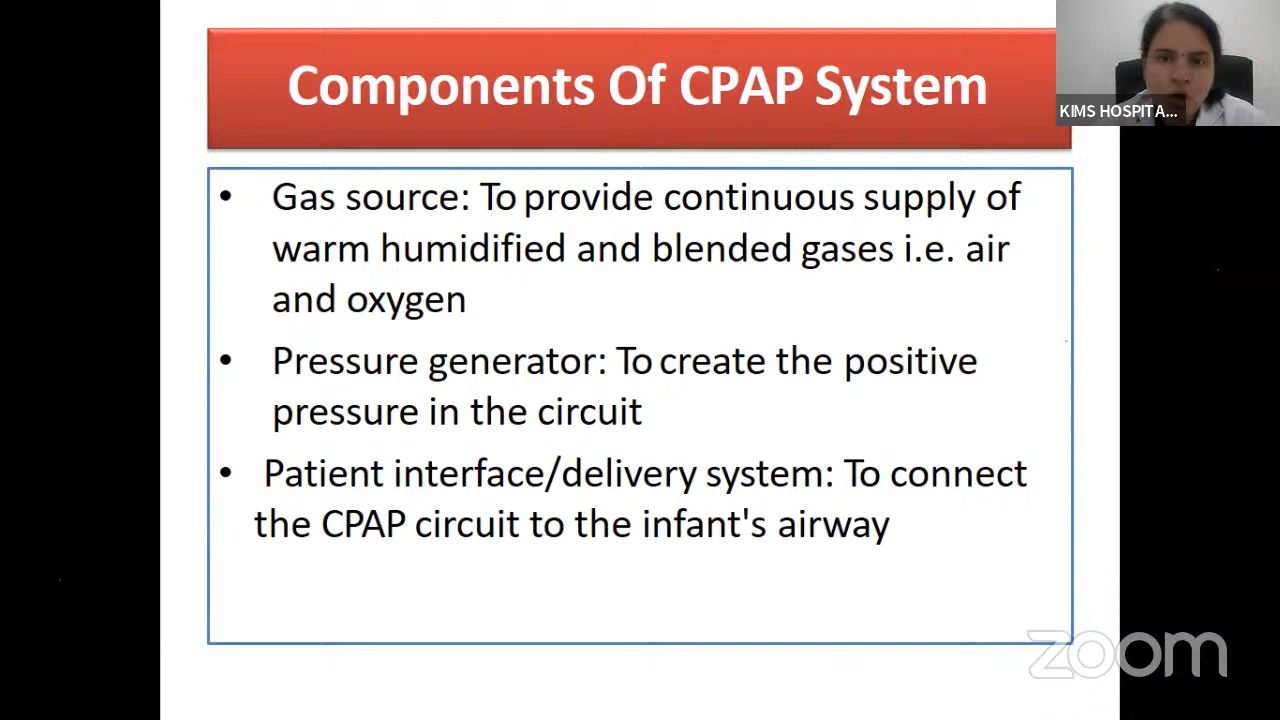 Components Of CPAP System
KIMS HOSPITA...
• Gas source: To provide continuous supply of
warm humidified and blended gases i.e. air
and oxygen
• Pressure generator: To create the positive
pressure in the circuit
• Patient interface/delivery system: To connect
the CPAP circuit to the infant's airway
zoom